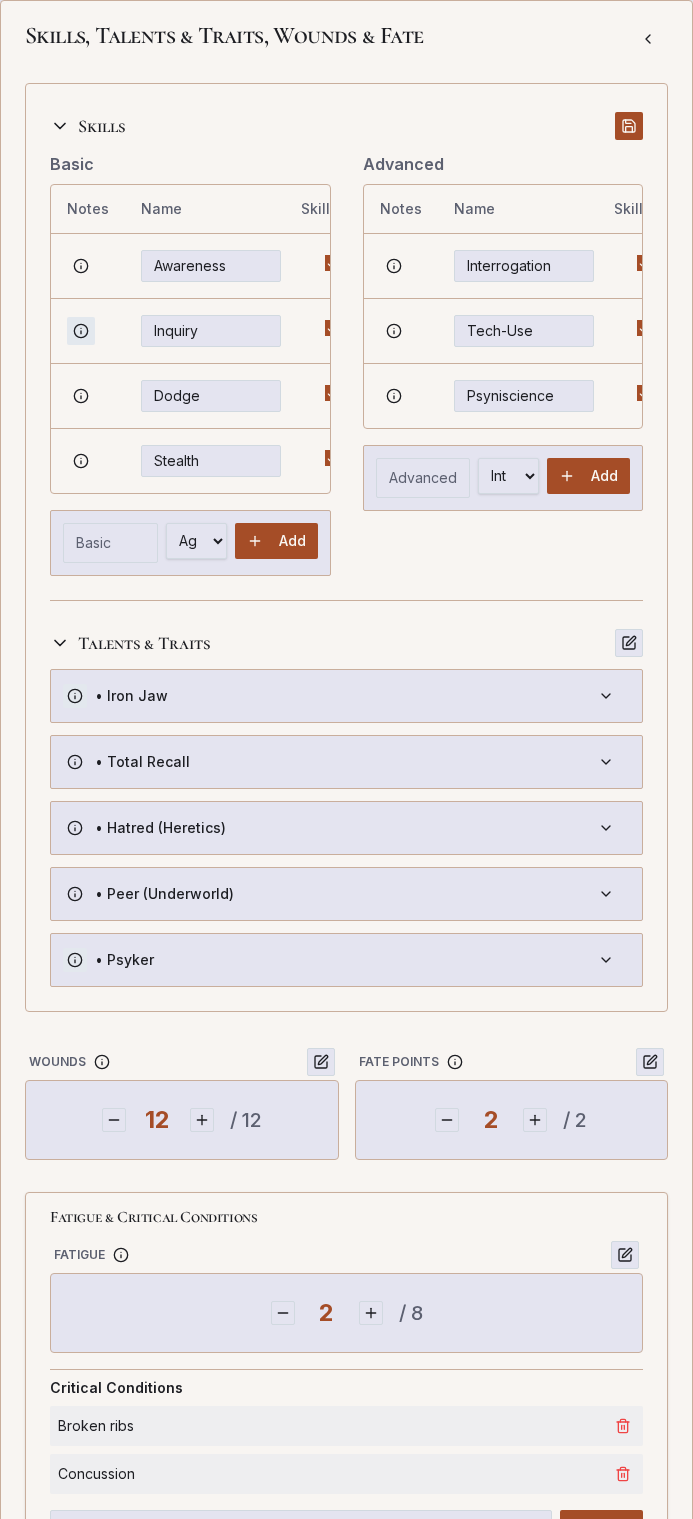 Skills, Talents & Traits, Wounds & Fate
Skills
Basic
Notes Name Skill
Awareness
Inquiry
Dodge
Stealth
Basic Ag Add
Advanced
Notes Name Skill
Interrogation
Tech-Use
Psyniscience
Advanced Int Add
Talents & Traits
• Iron Jaw
• Total Recall
• Hatred (Heretics)
• Peer (Underworld)
• Psyker
WOUNDS
12 / 12
FATE POINTS
2 / 2
Fatigue & Critical Conditions
FATIGUE
2 / 8
Critical Conditions
Broken ribs
Concussion